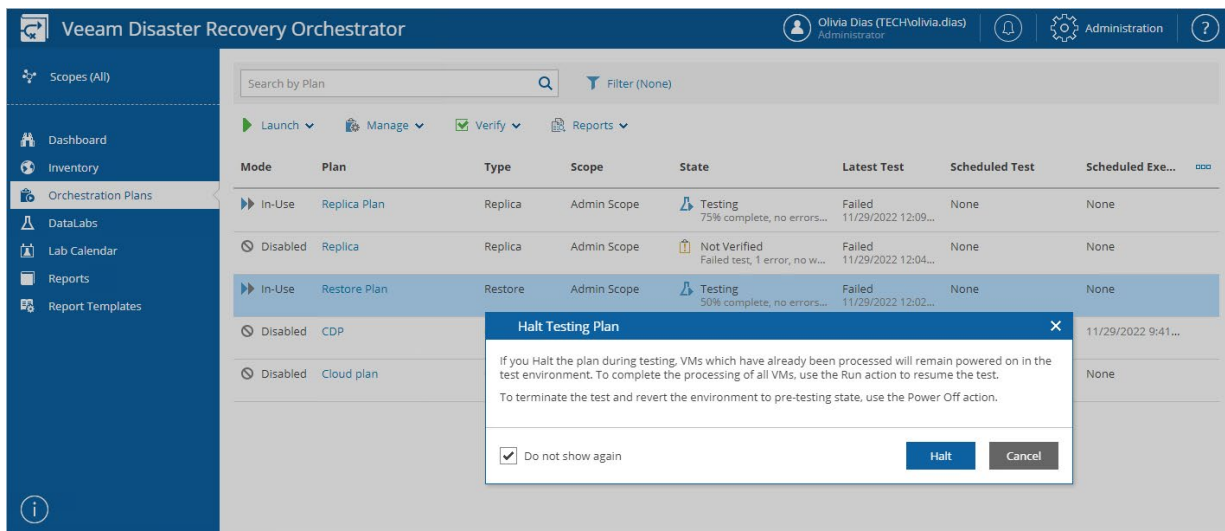 Veeam Disaster Recovery Orchestrator
Olivia Dias (TECH\olivia.dias)
Administrator
Administration
?
Scopes (All)
Dashboard
Inventory
Orchestration Plans
DataLabs
Lab Calendar
Reports
Report Templates
Search by Plan
Filter (None)
Launch
Manage
Verify
Reports
Mode Plan Type Scope State Latest Test Scheduled Test Scheduled Exe...
In-Use Replica Plan Replica Admin Scope Testing Failed None None
75% complete, no errors... 11/29/2022 12:09...
Disabled Replica Replica Admin Scope Not Verified Failed None None
Failed test, 1 error, no w... 11/29/2022 12:04...
In-Use Restore Plan Restore Admin Scope Testing Failed None None
50% complete, no errors... 11/29/2022 12:02...
Disabled CDP 11/29/2022 9:41...
Disabled Cloud plan None
Halt Testing Plan
If you Halt the plan during testing, VMs which have already been processed will remain powered on in the
test environment. To complete the processing of all VMs, use the Run action to resume the test.
To terminate the test and revert the environment to pre-testing state, use the Power Off action.
Do not show again
Halt
Cancel